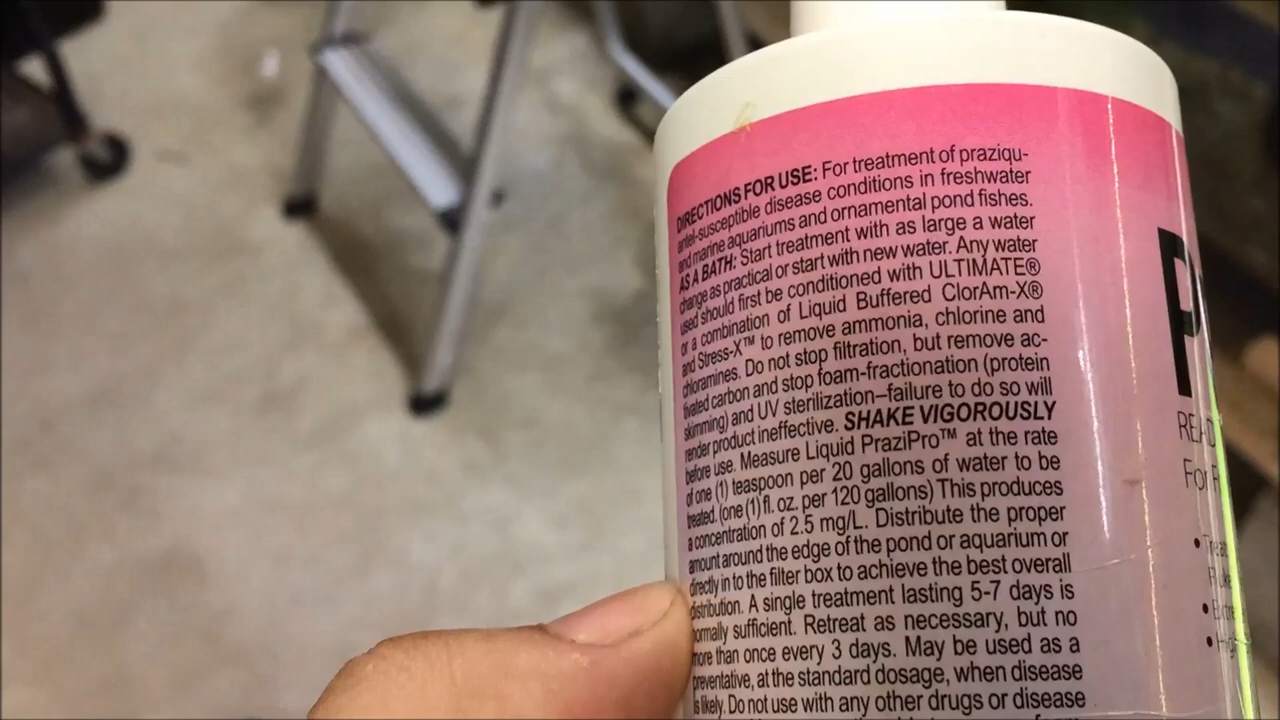 DIRECTIONS FOR USE: For treatment of praziqu-
antel-susceptible disease conditions in freshwater
and marine aquariums and ornamental pond fishes.
AS A BATH: Start treatment with as large a water
change as practical or start with new water. Any water
used should first be conditioned with ULTIMATE®
or a combination of Liquid Buffered ClorAm-X®
and Stress-X™ to remove ammonia, chlorine and
chloramines. Do not stop filtration, but remove ac-
tivated carbon and stop foam-fractionation (protein
skimming) and UV sterilization–failure to do so will
render product ineffective. SHAKE VIGOROUSLY
before use. Measure Liquid PraziPro™ at the rate
of one (1) teaspoon per 20 gallons of water to be
treated. (one (1) fl. oz. per 120 gallons) This produces
a concentration of 2.5 mg/L. Distribute the proper
amount around the edge of the pond or aquarium or
directly in to the filter box to achieve the best overall
distribution. A single treatment lasting 5-7 days is
normally sufficient. Retreat as necessary, but no
more than once every 3 days. May be used as a
preventative, at the standard dosage, when disease
is likely. Do not use with any other drugs or disease
P
For